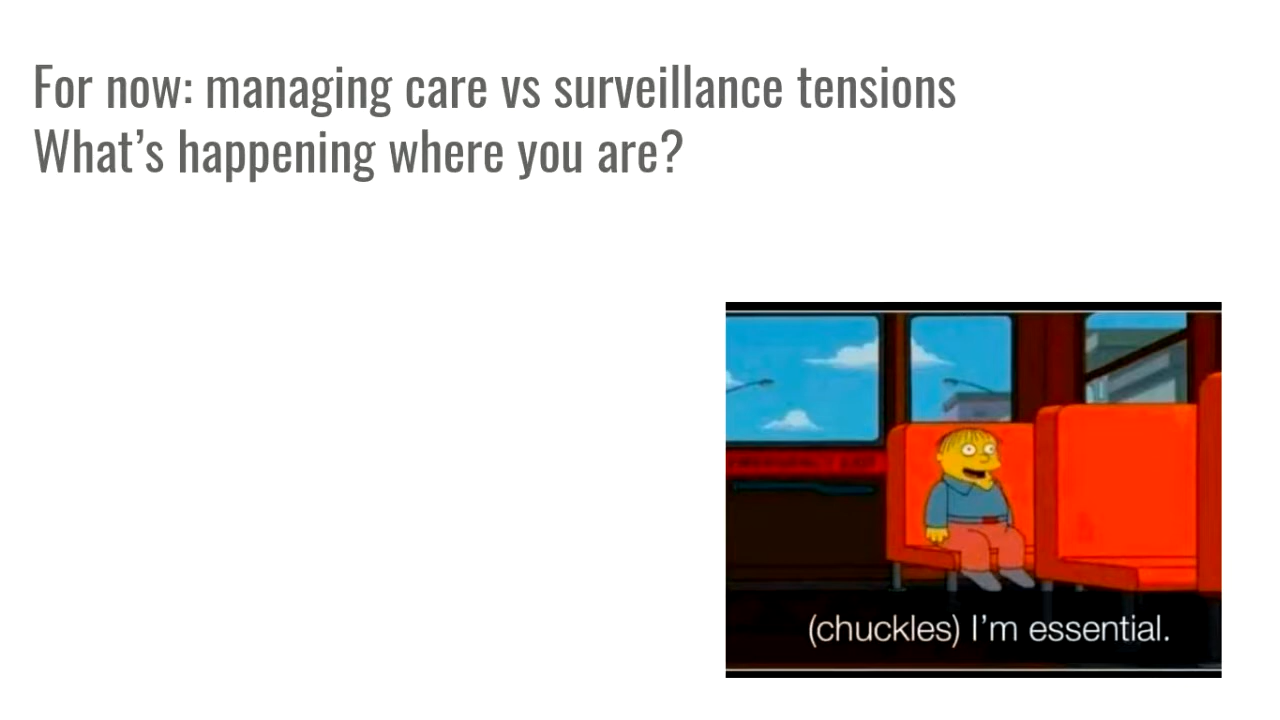 For now: managing care vs surveillance tensions
What’s happening where you are?
(chuckles) I’m essential.